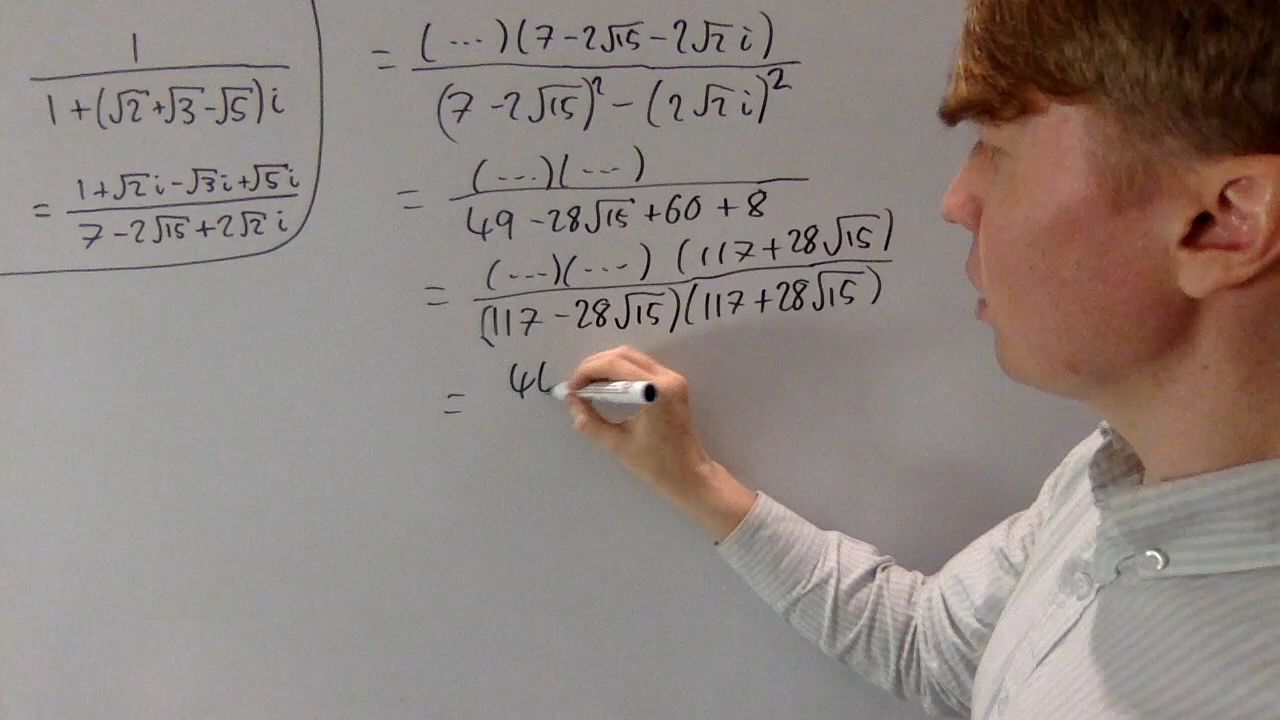 1
1+(√2+√3-√5)i
= 1+√2i-√3i+√5i
7-2√15+2√2i
= (...)(7-2√15-2√2i)
(7-2√15)²-(2√2i)²
= (...)(...)
49-28√15+60+8
= (...)(...) (117+28√15)
(117-28√15)(117+28√15)
= 4